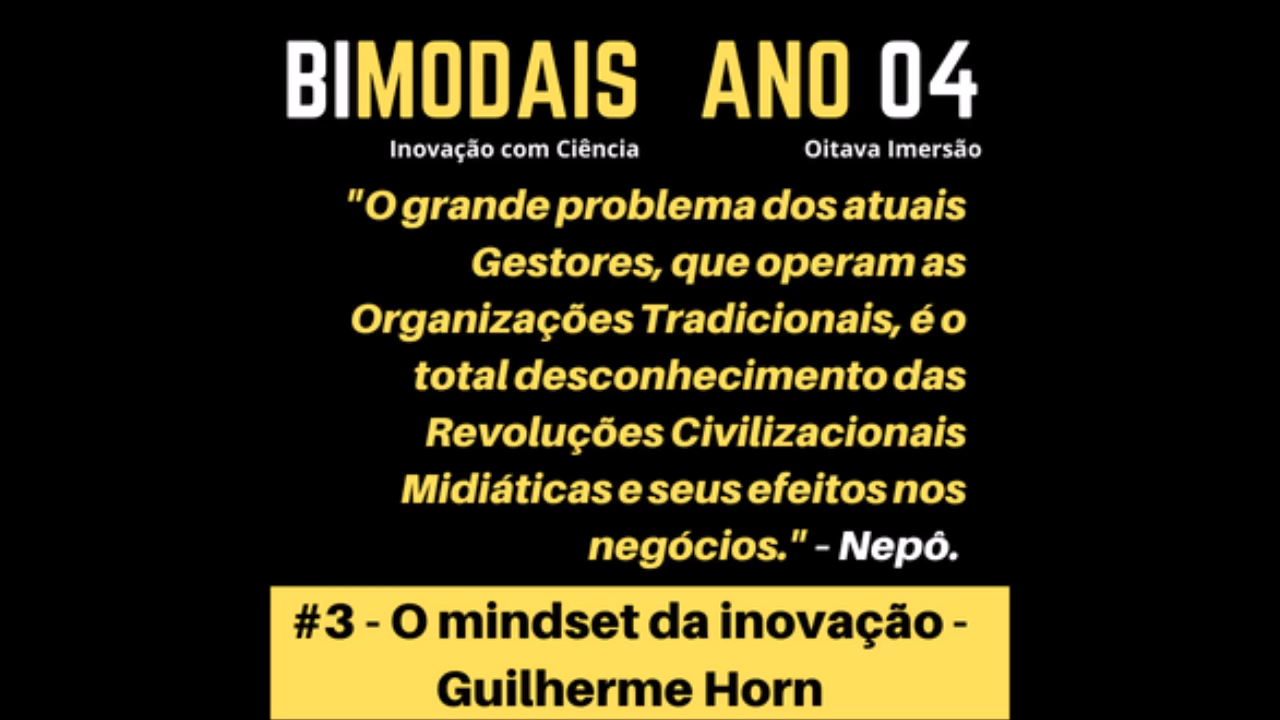 BIMODAIS ANO 04
Inovação com Ciência Oitava Imersão
"O grande problema dos atuais
Gestores, que operam as
Organizações Tradicionais, é o
total desconhecimento das
Revoluções Civilizacionais
Midiáticas e seus efeitos nos
negócios." - Nepô.
#3 - O mindset da inovação -
Guilherme Horn